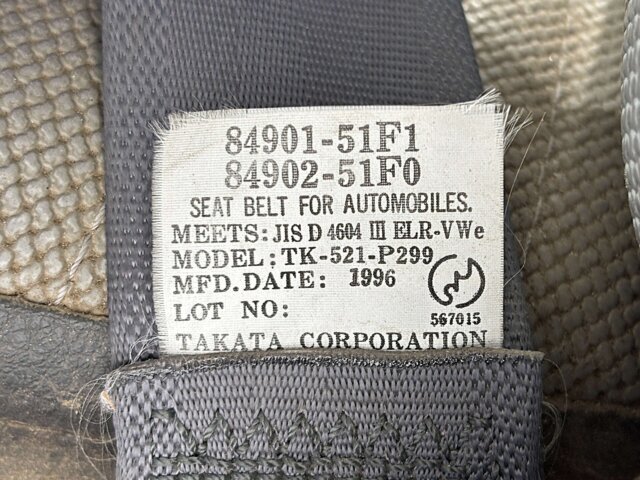 84901-51F1
84902-51F0
SEAT BELT FOR AUTOMOBILES.
MEETS: JIS D 4604 III ELR-VWe
MODEL: TK-521-P299
MFD.DATE: 1996
LOT NO:
567015
TAKATA CORPORATION